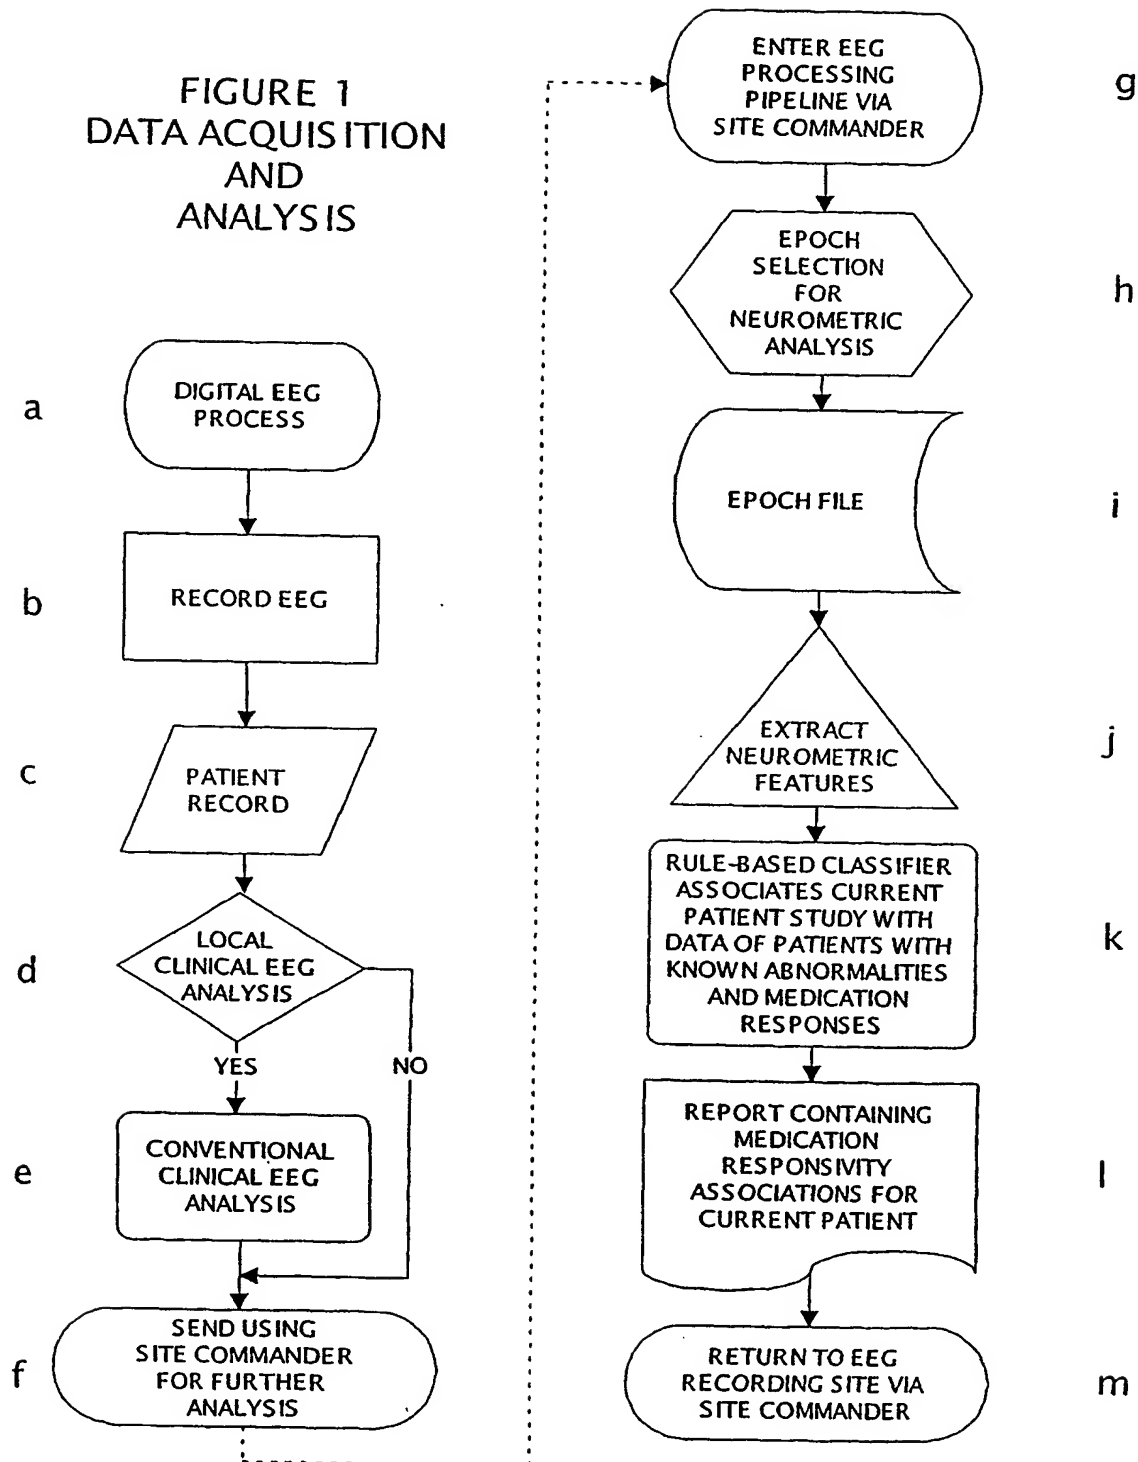 FIGURE 1
DATA ACQUISITION
AND
ANALYSIS
a
DIGITAL EEG
PROCESS
b
RECORD EEG
c
PATIENT
RECORD
d
LOCAL
CLINICAL EEG
ANALYSIS
YES
NO
e
CONVENTIONAL
CLINICAL EEG
ANALYSIS
f
SEND USING
SITE COMMANDER
FOR FURTHER
ANALYSIS
ENTER EEG
PROCESSING
PIPELINE VIA
SITE COMMANDER
g
EPOCH
SELECTION
FOR
NEUROMETRIC
ANALYSIS
h
EPOCH FILE
i
EXTRACT
NEUROMETRIC
FEATURES
j
RULE-BASED CLASSIFIER
ASSOCIATES CURRENT
PATIENT STUDY WITH
DATA OF PATIENTS WITH
KNOWN ABNORMALITIES
AND MEDICATION
RESPONSES
k
REPORT CONTAINING
MEDICATION
RESPONSIVITY
ASSOCIATIONS FOR
CURRENT PATIENT
l
RETURN TO EEG
RECORDING SITE VIA
SITE COMMANDER
m